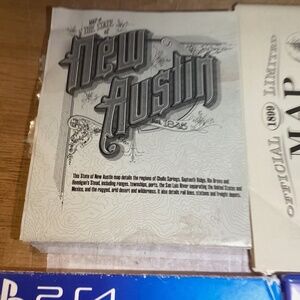 MAP of
THE STATE
of
New
Austin
This State of New Austin map details the regions of Cholla Springs, Gaptooth Ridge, Rio Bravo and
Hennigan's Stead, including ranges, townships, ports, the San Luis River separating the United States and
Mexico, and the rugged, arid desert and wilderness. It also details rail lines, stations and freight depots.
OFFICIAL 1899 LIMITED
MAP
PS4